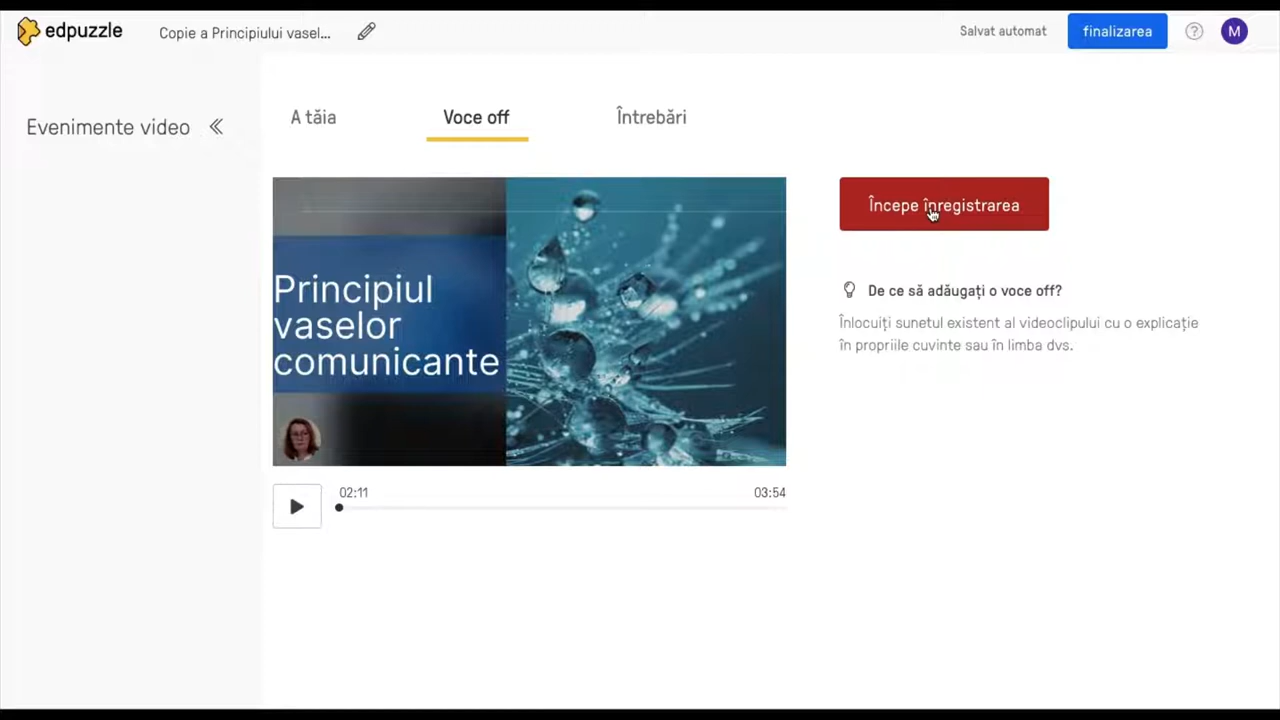 edpuzzle
Copie a Principiului vasel...
Salvat automat
finalizarea
?
M
Evenimente video
A tăia
Voce off
Întrebări
Principiul
vaselor
comunicante
Începe înregistrarea
De ce să adăugați o voce off?
Înlocuiți sunetul existent al videoclipului cu o explicație
în propriile cuvinte sau în limba dvs.
02:11
03:54